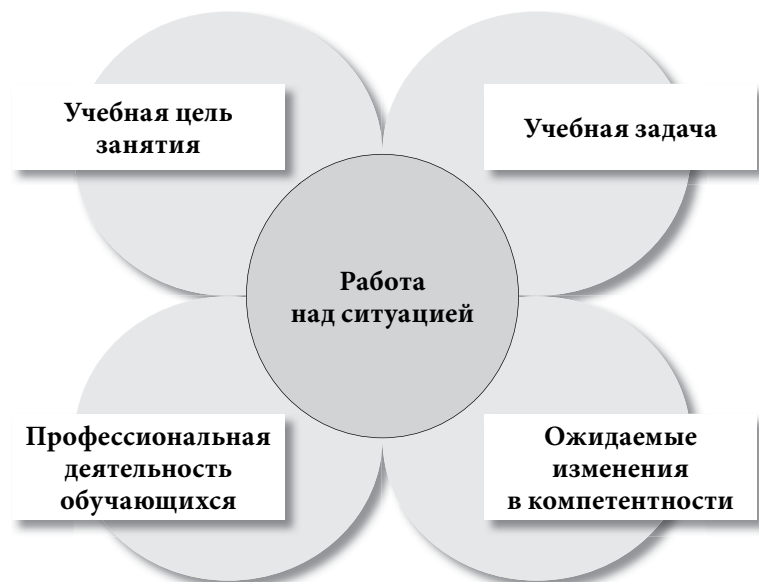 Учебная цель
занятия
Учебная задача
Работа
над ситуацией
Профессиональная
деятельность
обучающихся
Ожидаемые
изменения
в компетентности